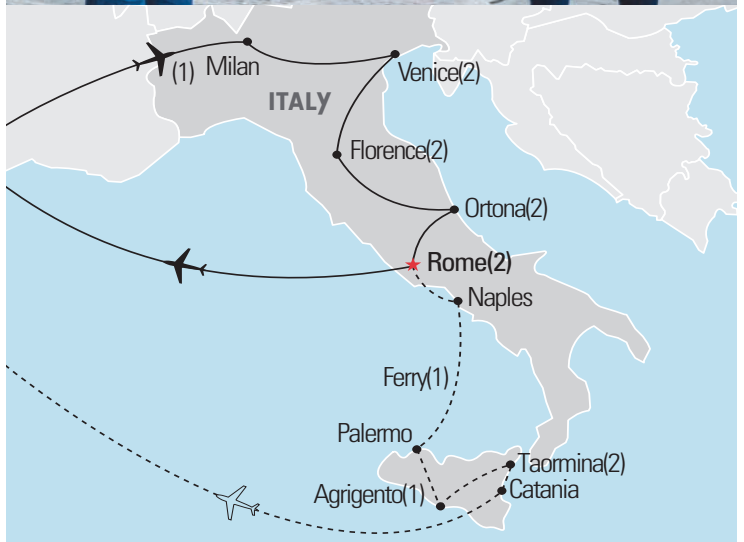 (1)
Milan
Venice(2)
ITALY
Florence(2)
Ortona(2)
Rome(2)
Naples
Ferry(1)
Palermo
Taormina(2)
Agrigento(1)
Catania